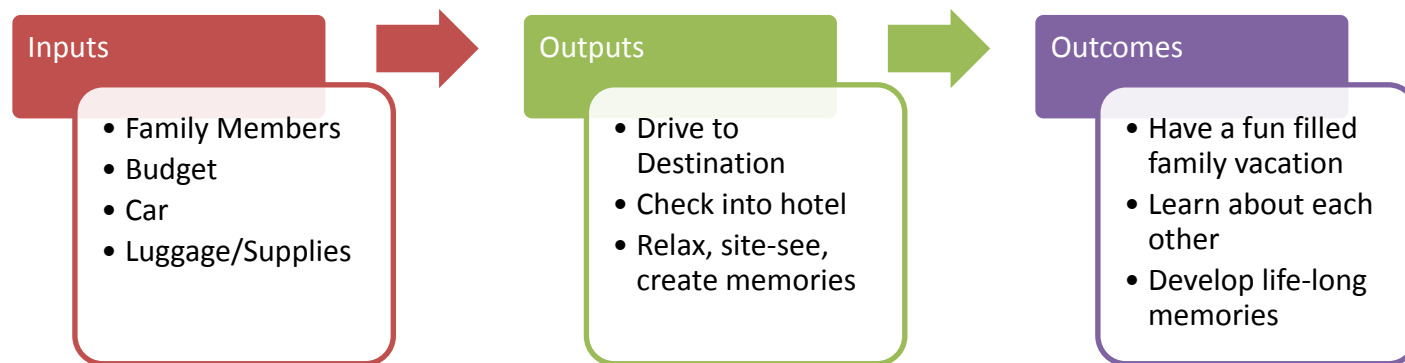 Inputs
• Family Members
• Budget
• Car
• Luggage/Supplies
Outputs
• Drive to
Destination
• Check into hotel
• Relax, site-see,
create memories
Outcomes
• Have a fun filled
family vacation
• Learn about each
other
• Develop life-long
memories